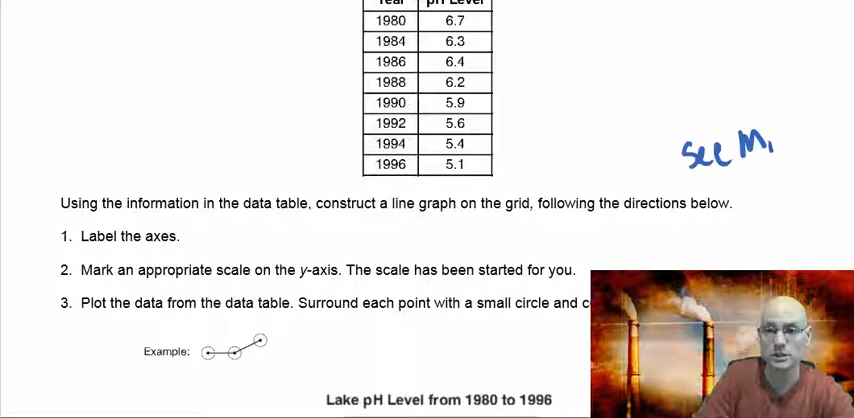 Year pH Level
1980 6.7
1984 6.3
1986 6.4
1988 6.2
1990 5.9
1992 5.6
1994 5.4
1996 5.1
see M,
Using the information in the data table, construct a line graph on the grid, following the directions below.
1. Label the axes.
2. Mark an appropriate scale on the y-axis. The scale has been started for you.
3. Plot the data from the data table. Surround each point with a small circle and c
Example:
Lake pH Level from 1980 to 1996